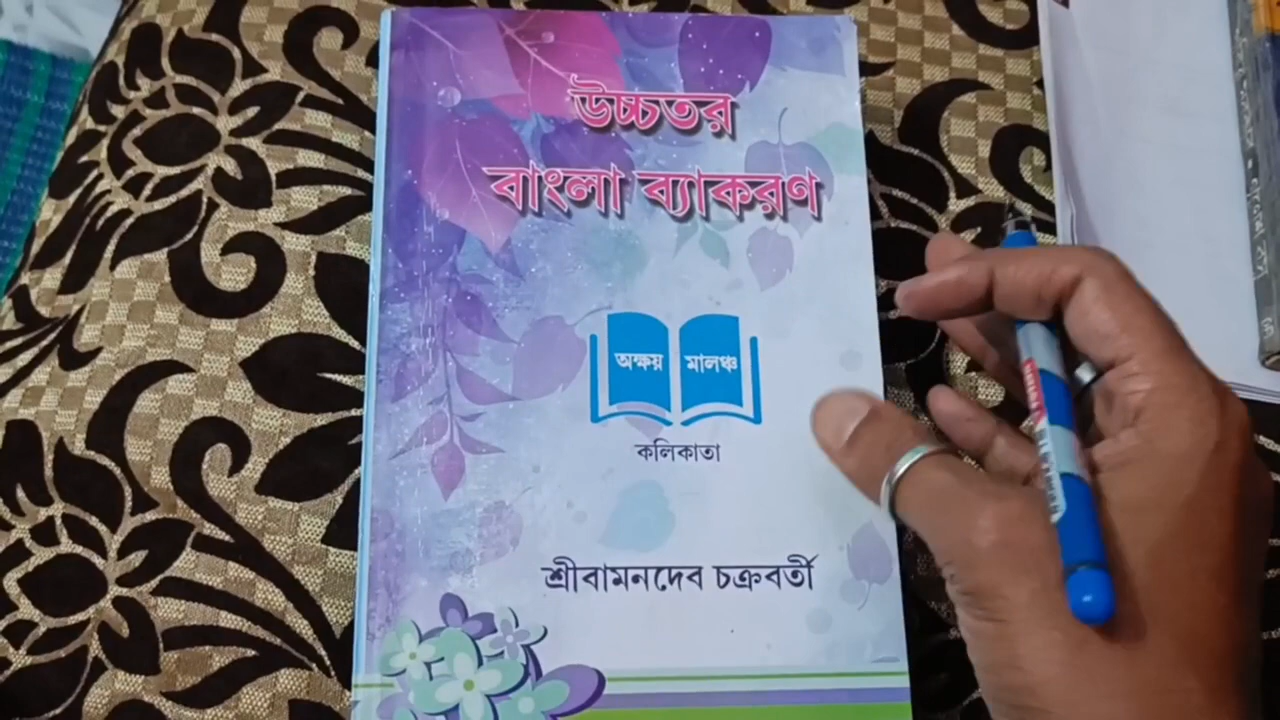 উচ্চতর
বাংলা ব্যাকরণ
অক্ষয় মালঞ্চ
কলিকাতা
শ্রীবামনদেব চক্রবর্তী